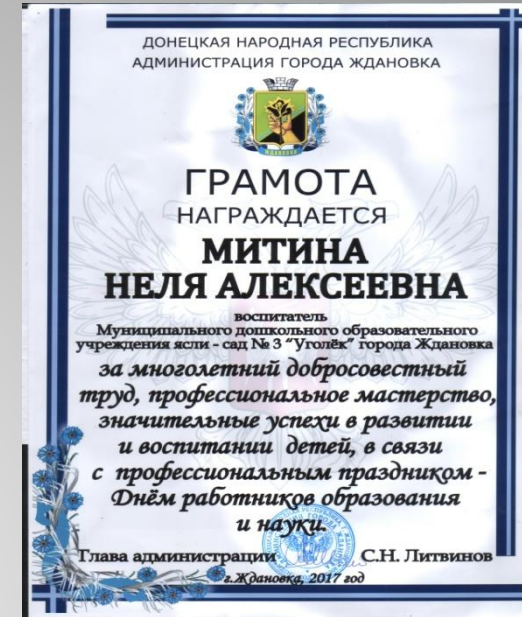 ДОНЕЦКАЯ НАРОДНАЯ РЕСПУБЛИКА
АДМИНИСТРАЦИЯ ГОРОДА ЖДАНОВКА
ЖДАНОВКА
ГРАМОТА
НАГРАЖДАЕТСЯ
МИТИНА
НЕЛЯ АЛЕКСЕЕВНА
воспитатель
Муниципального дошкольного образовательного
учреждения ясли - сад № 3 "Уголёк" города Ждановка
за многолетний добросовестный
труд, профессиональное мастерство,
значительные успехи в развитии
и воспитании детей, в связи
с профессиональным праздником -
Днём работников образования
и науки.
Глава администрации С.Н. Литвинов
г.Ждановка, 2017 год